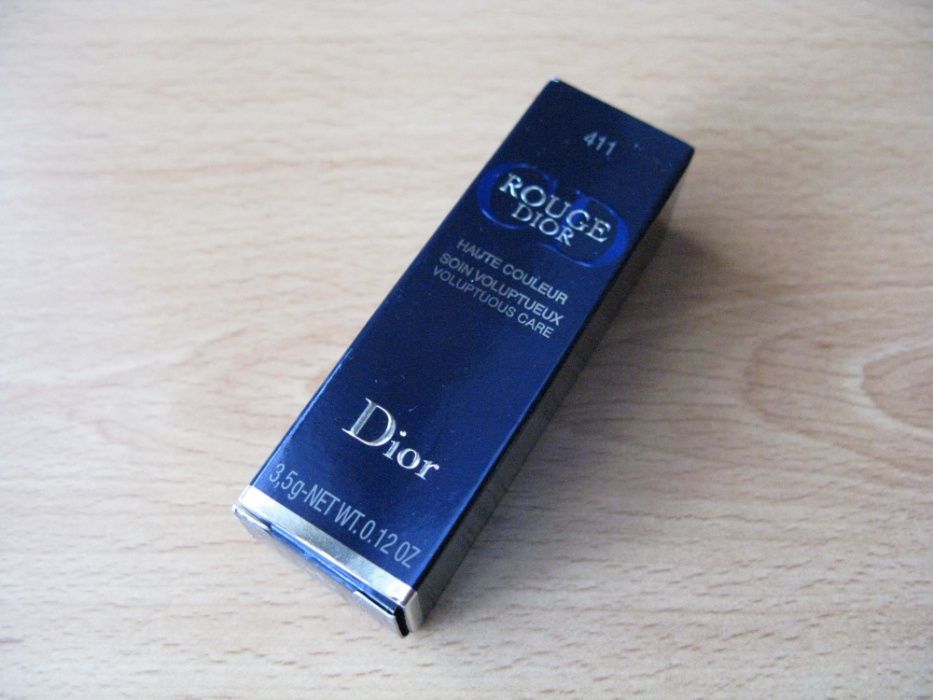 411
ROUGE
DIOR
HAUTE COULEUR
SOIN VOLUPTUEUX
VOLUPTUOUS CARE
Dior
3,5g-NET WT. 0.12 OZ